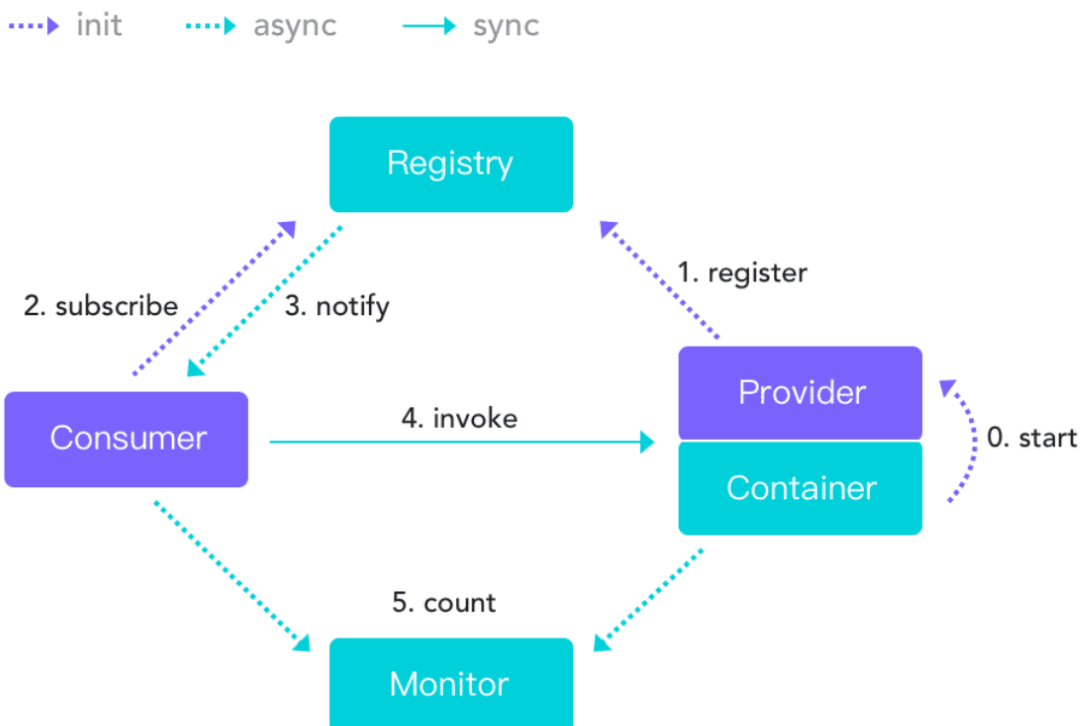 init async sync
Registry
1. register
2. subscribe
3. notify
Provider
4. invoke
Consumer
0. start
Container
5. count
Monitor